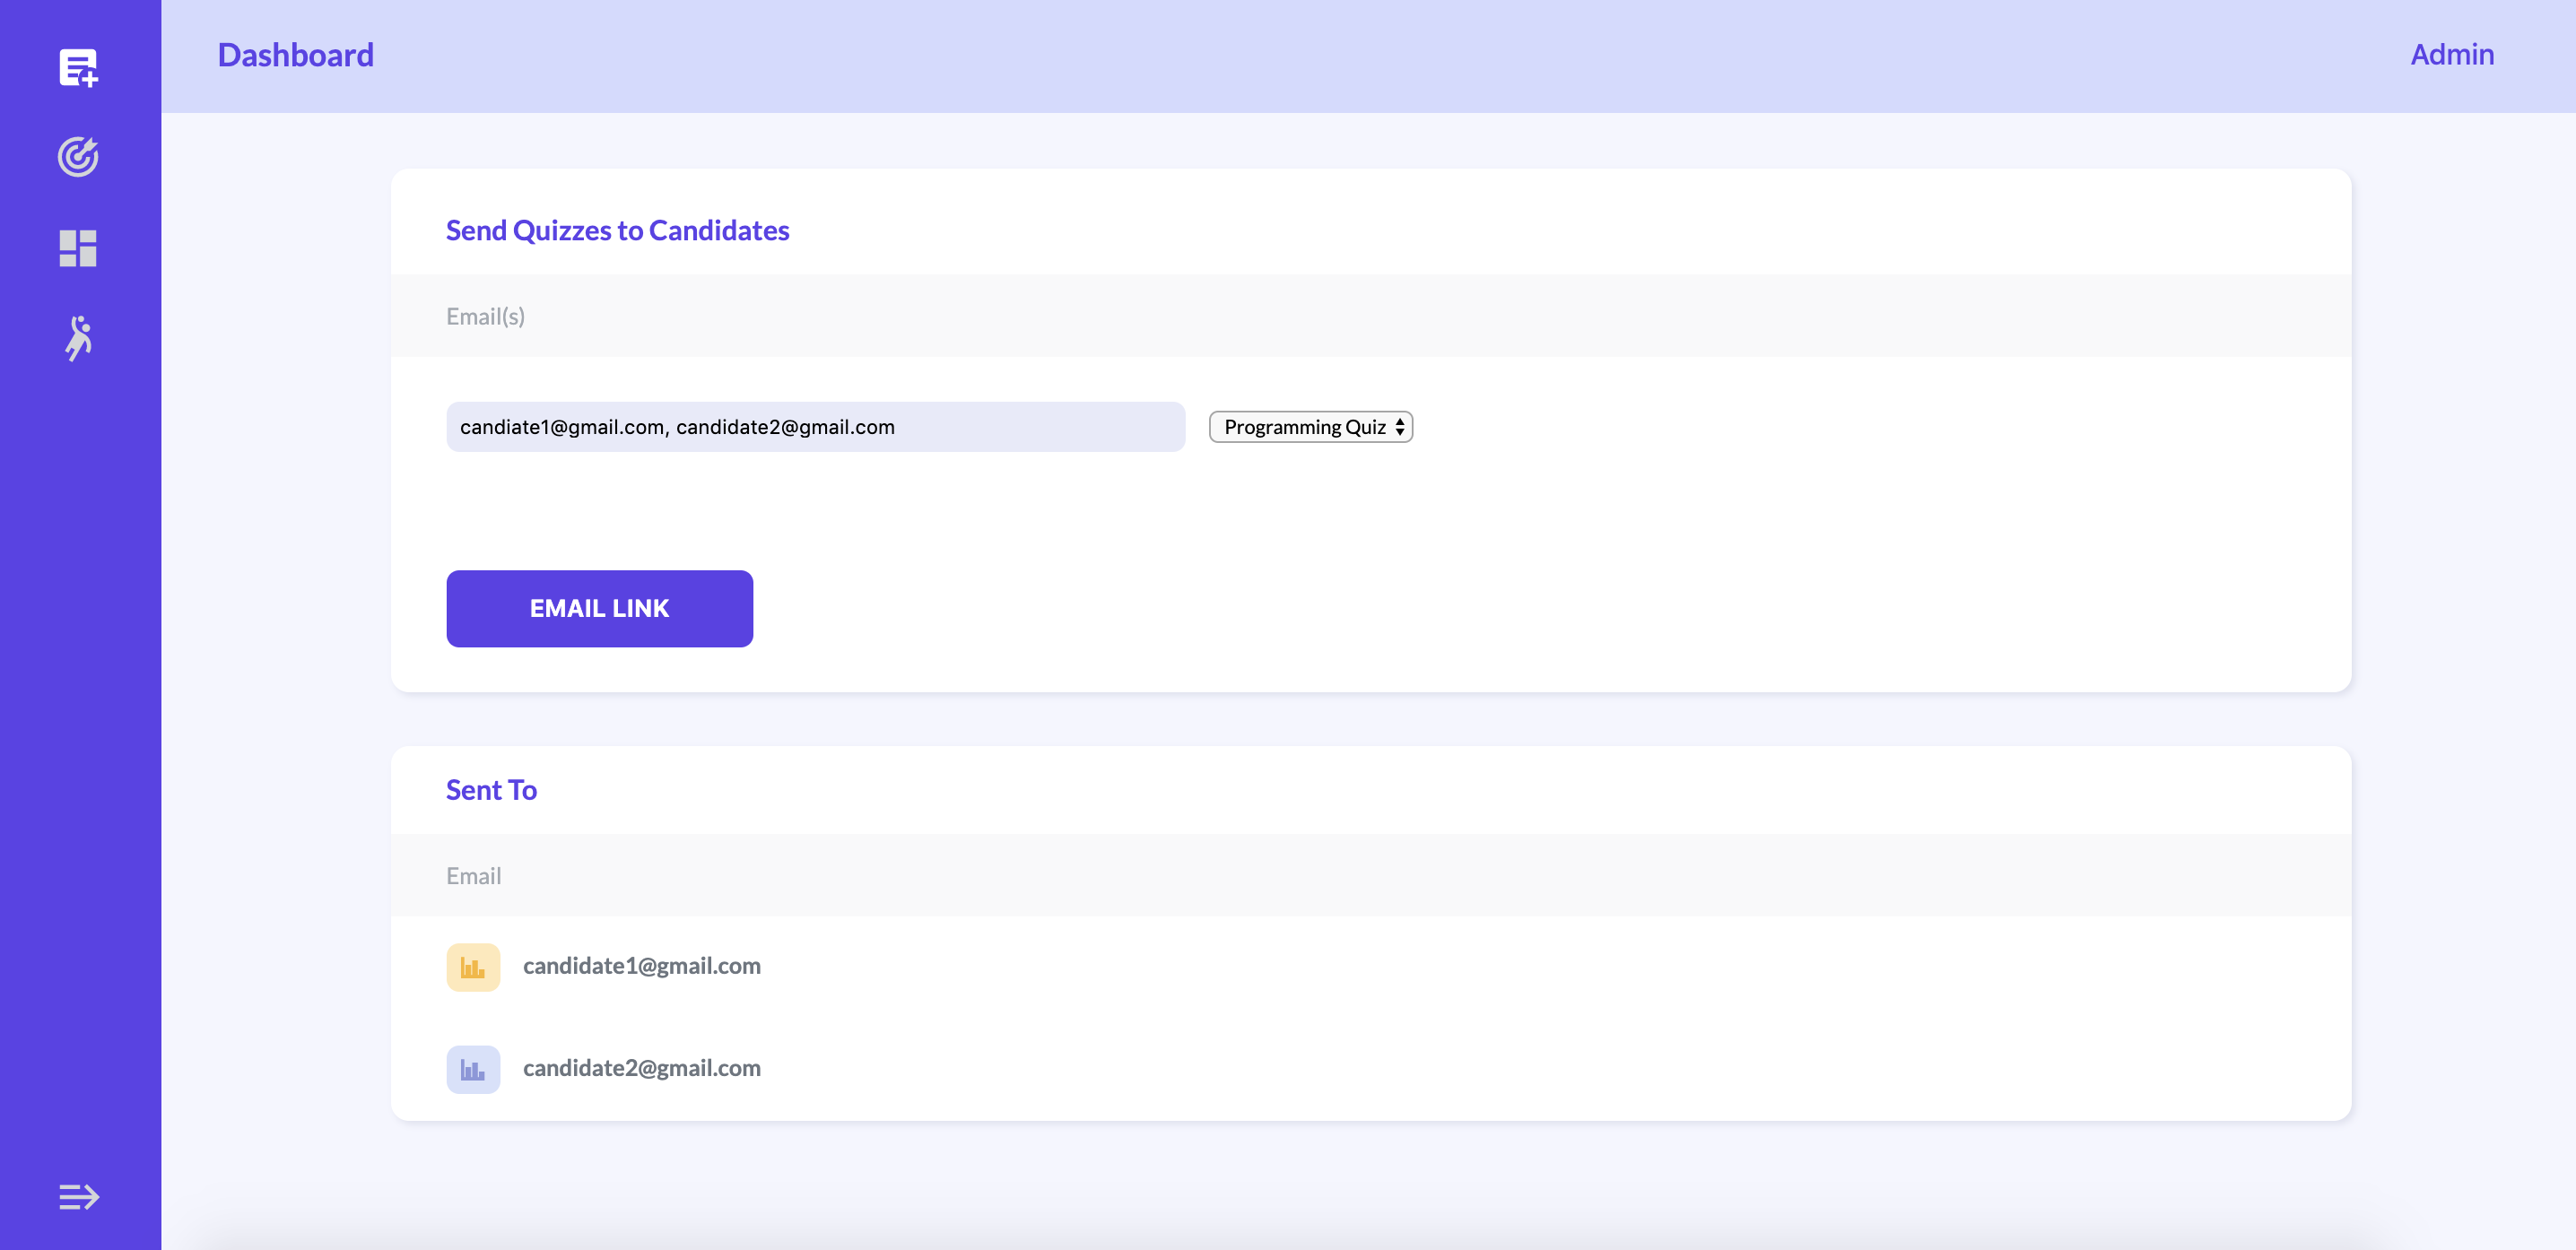 Dashboard
Admin
Send Quizzes to Candidates
Email(s)
candiate1@gmail.com, candidate2@gmail.com
Programming Quiz
EMAIL LINK
Sent To
Email
candidate1@gmail.com
candidate2@gmail.com